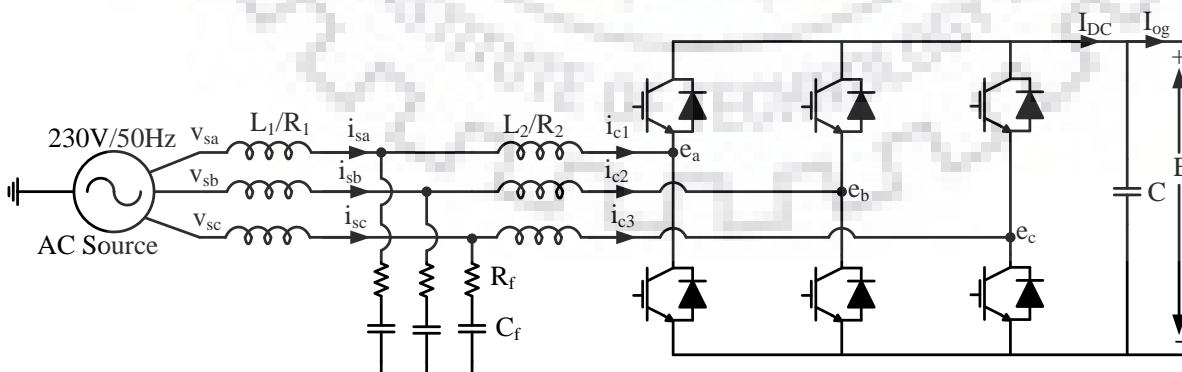 I_DC I_og
+
230V/50Hz v_sa L₁/R₁ i_sa L₂/R₂ i_c1 e_a
v_sb i_sb i_c2 e_b C E
v_sc i_sc i_c3 e_c
AC Source
R_f
C_f
-